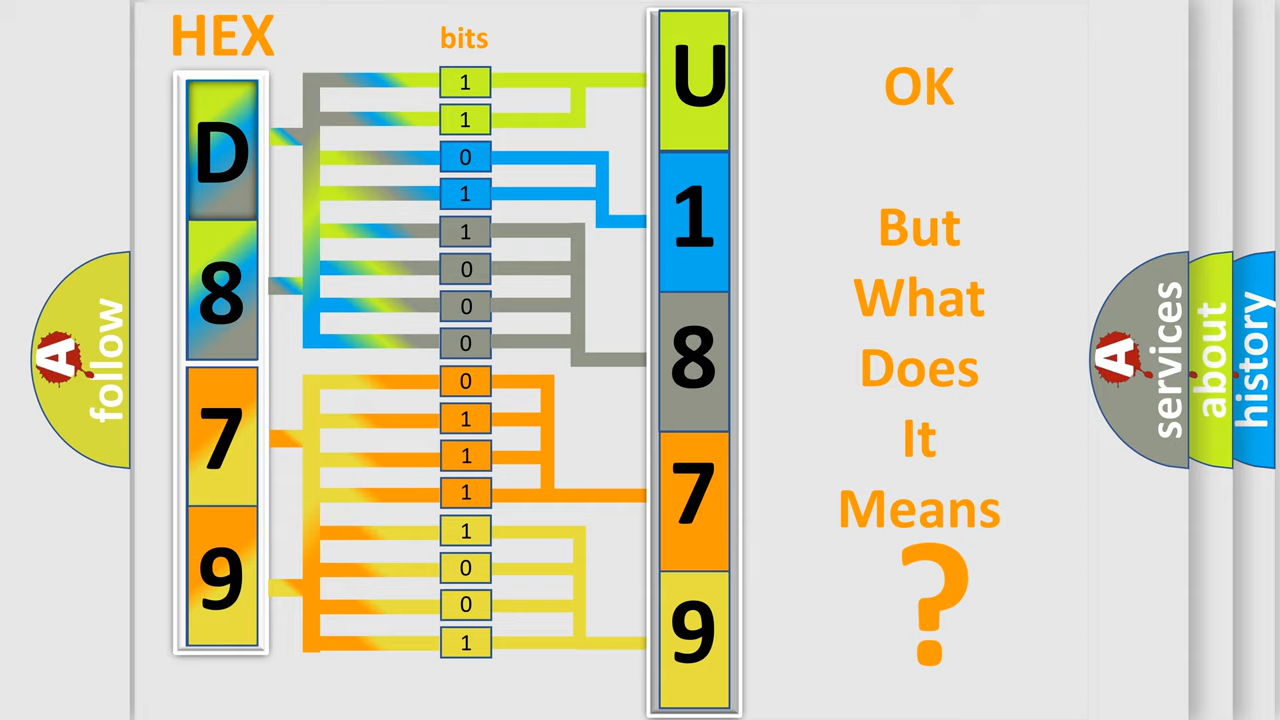 HEX
bits
D
8
7
9
1
1
0
1
1
0
0
0
0
1
1
1
1
0
0
1
U
1
8
7
9
OK
But
What
Does
It
Means
?
A
follow
A
services
about
history